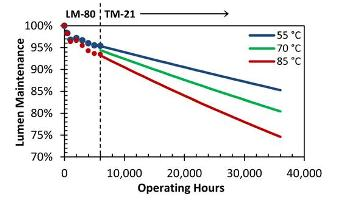 LM-80 TM-21
100%
95%
90%
85%
80%
75%
70%
Lumen Maintenance
55 °C
70 °C
85 °C
0 10,000 20,000 30,000 40,000
Operating Hours